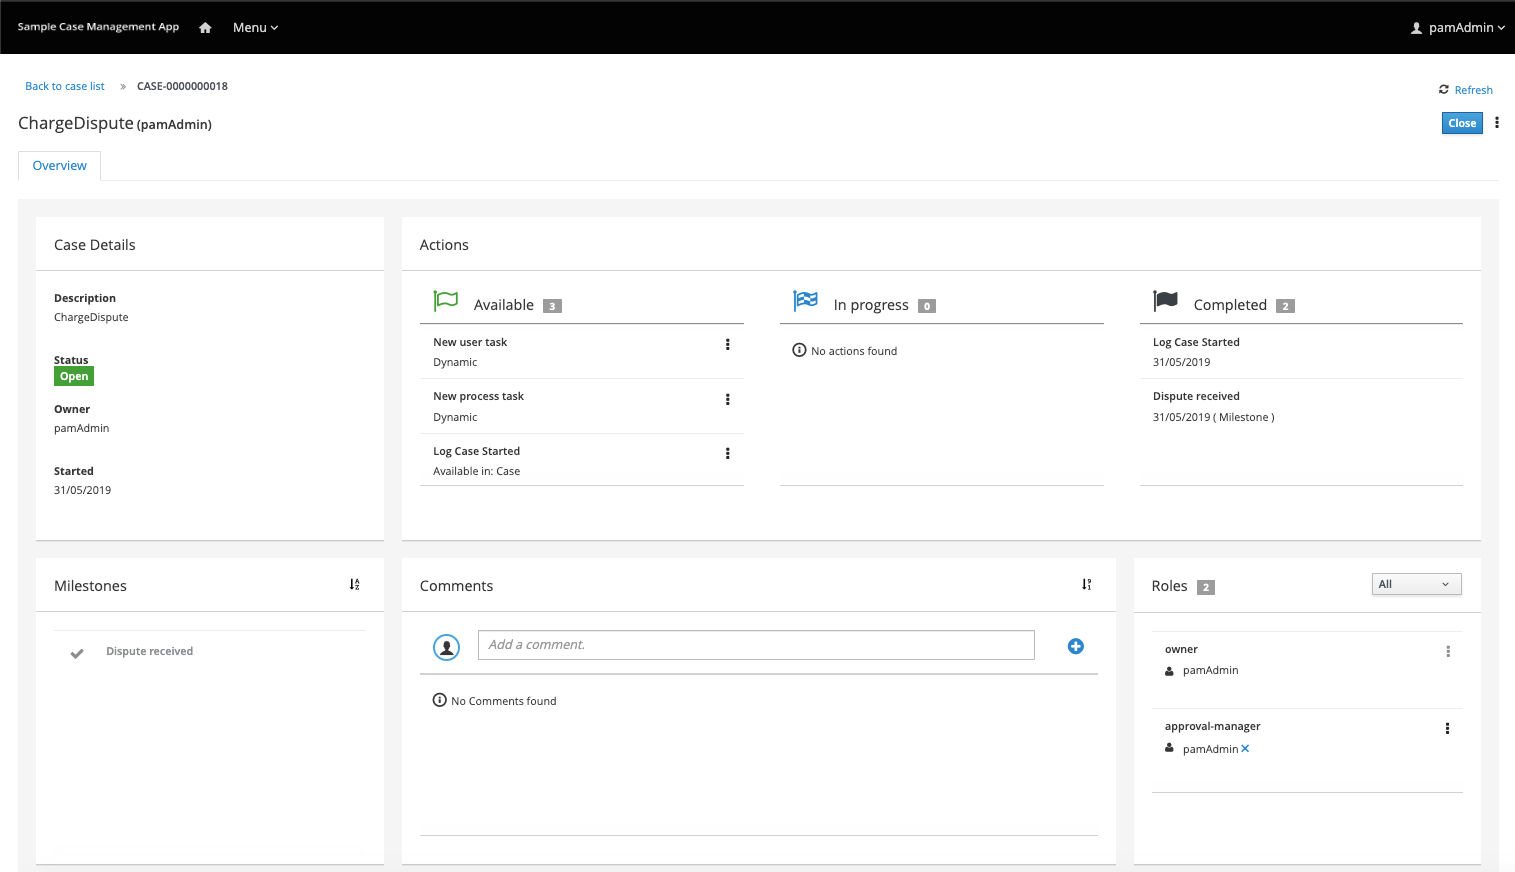 Sample Case Management App
Menu
pamAdmin
Back to case list » CASE-0000000018
Refresh
ChargeDispute (pamAdmin)
Close
Overview
Case Details
Description
ChargeDispute
Status
Open
Owner
pamAdmin
Started
31/05/2019
Actions
Available 3
New user task
Dynamic
New process task
Dynamic
Log Case Started
Available in: Case
In progress 0
No actions found
Completed 2
Log Case Started
31/05/2019
Dispute received
31/05/2019 ( Milestone )
Milestones
Dispute received
Comments
Add a comment.
No Comments found
Roles 2
All
owner
pamAdmin
approval-manager
pamAdmin